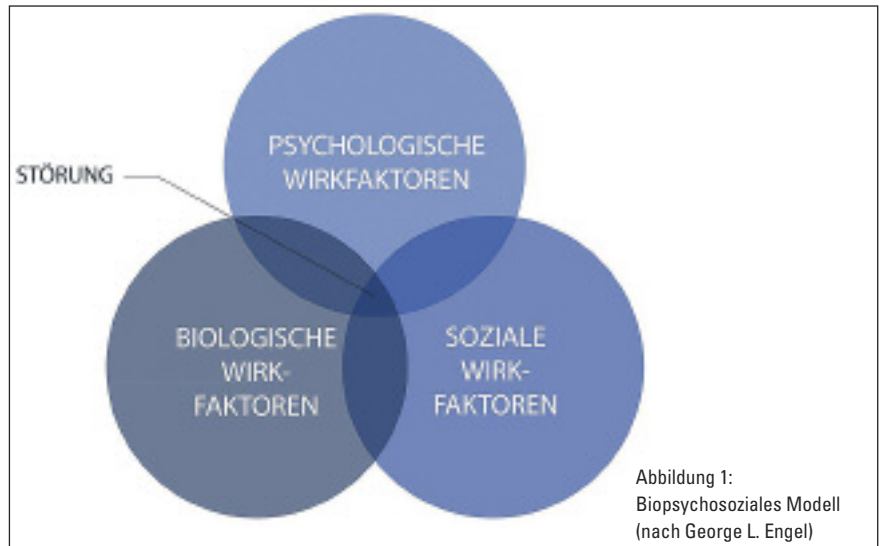 PSYCHOLOGISCHE
WIRKFAKTOREN
STÖRUNG
BIOLOGISCHE
WIRK-
FAKTOREN
SOZIALE
WIRK-
FAKTOREN
Abbildung 1:
Biopsychosoziales Modell
(nach George L. Engel)